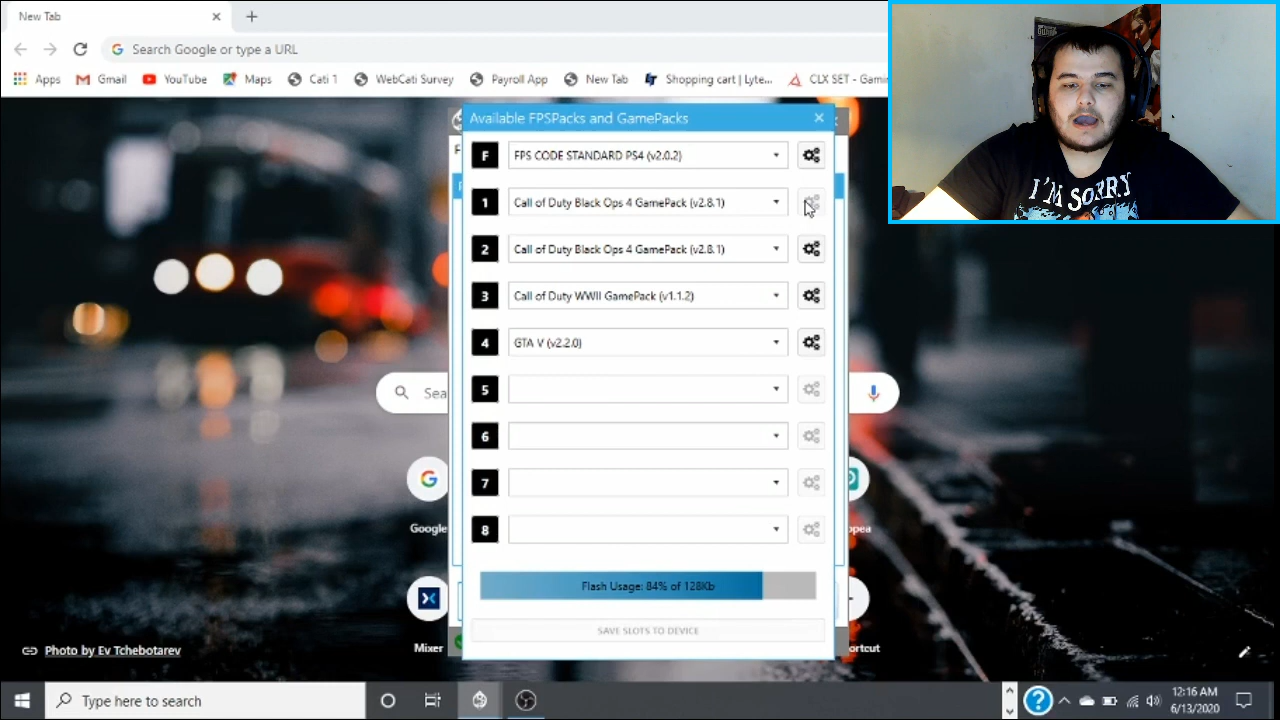 New Tab
Search Google or type a URL
Apps Gmail YouTube Maps Cati 1 WebCati Survey Payroll App New Tab Shopping cart | Lyte... CLX SET - Gami
I'M SORRY
Available FPSPacks and GamePacks
F FPS CODE STANDARD PS4 (v2.0.2)
1 Call of Duty Black Ops 4 GamePack (v2.8.1)
2 Call of Duty Black Ops 4 GamePack (v2.8.1)
3 Call of Duty WWII GamePack (v1.1.2)
4 GTA V (v2.2.0)
5
6
7
8
Sea
Google
opea
Flash Usage: 84% of 128Kb
SAVE SLOTS TO DEVICE
Mixer
ortcut
Photo by Ev Tchebotarev
Type here to search
12:16 AM
6/13/2020